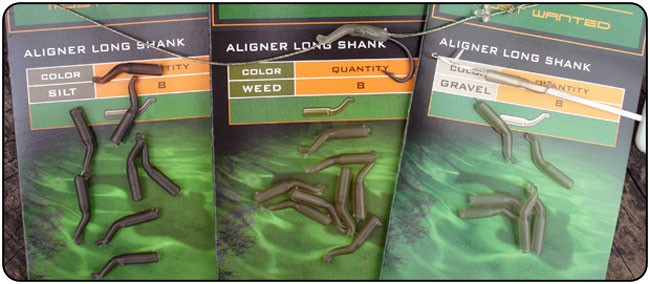 WANTED
ALIGNER LONG SHANK
COLOR QUANTITY
SILT 8
ALIGNER LONG SHANK
COLOR QUANTITY
WEED 8
ALIGNER LONG SHANK
COLOR QUANTITY
GRAVEL 8